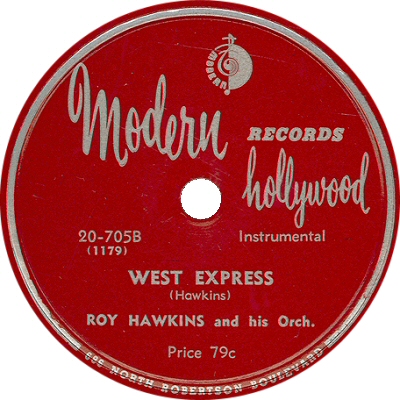 modern
Modern RECORDS
hollywood
20-705B
(1179)
Instrumental
WEST EXPRESS
(Hawkins)
ROY HAWKINS and his Orch.
Price 79c
NORTH ROBERTSON BOULEVARD